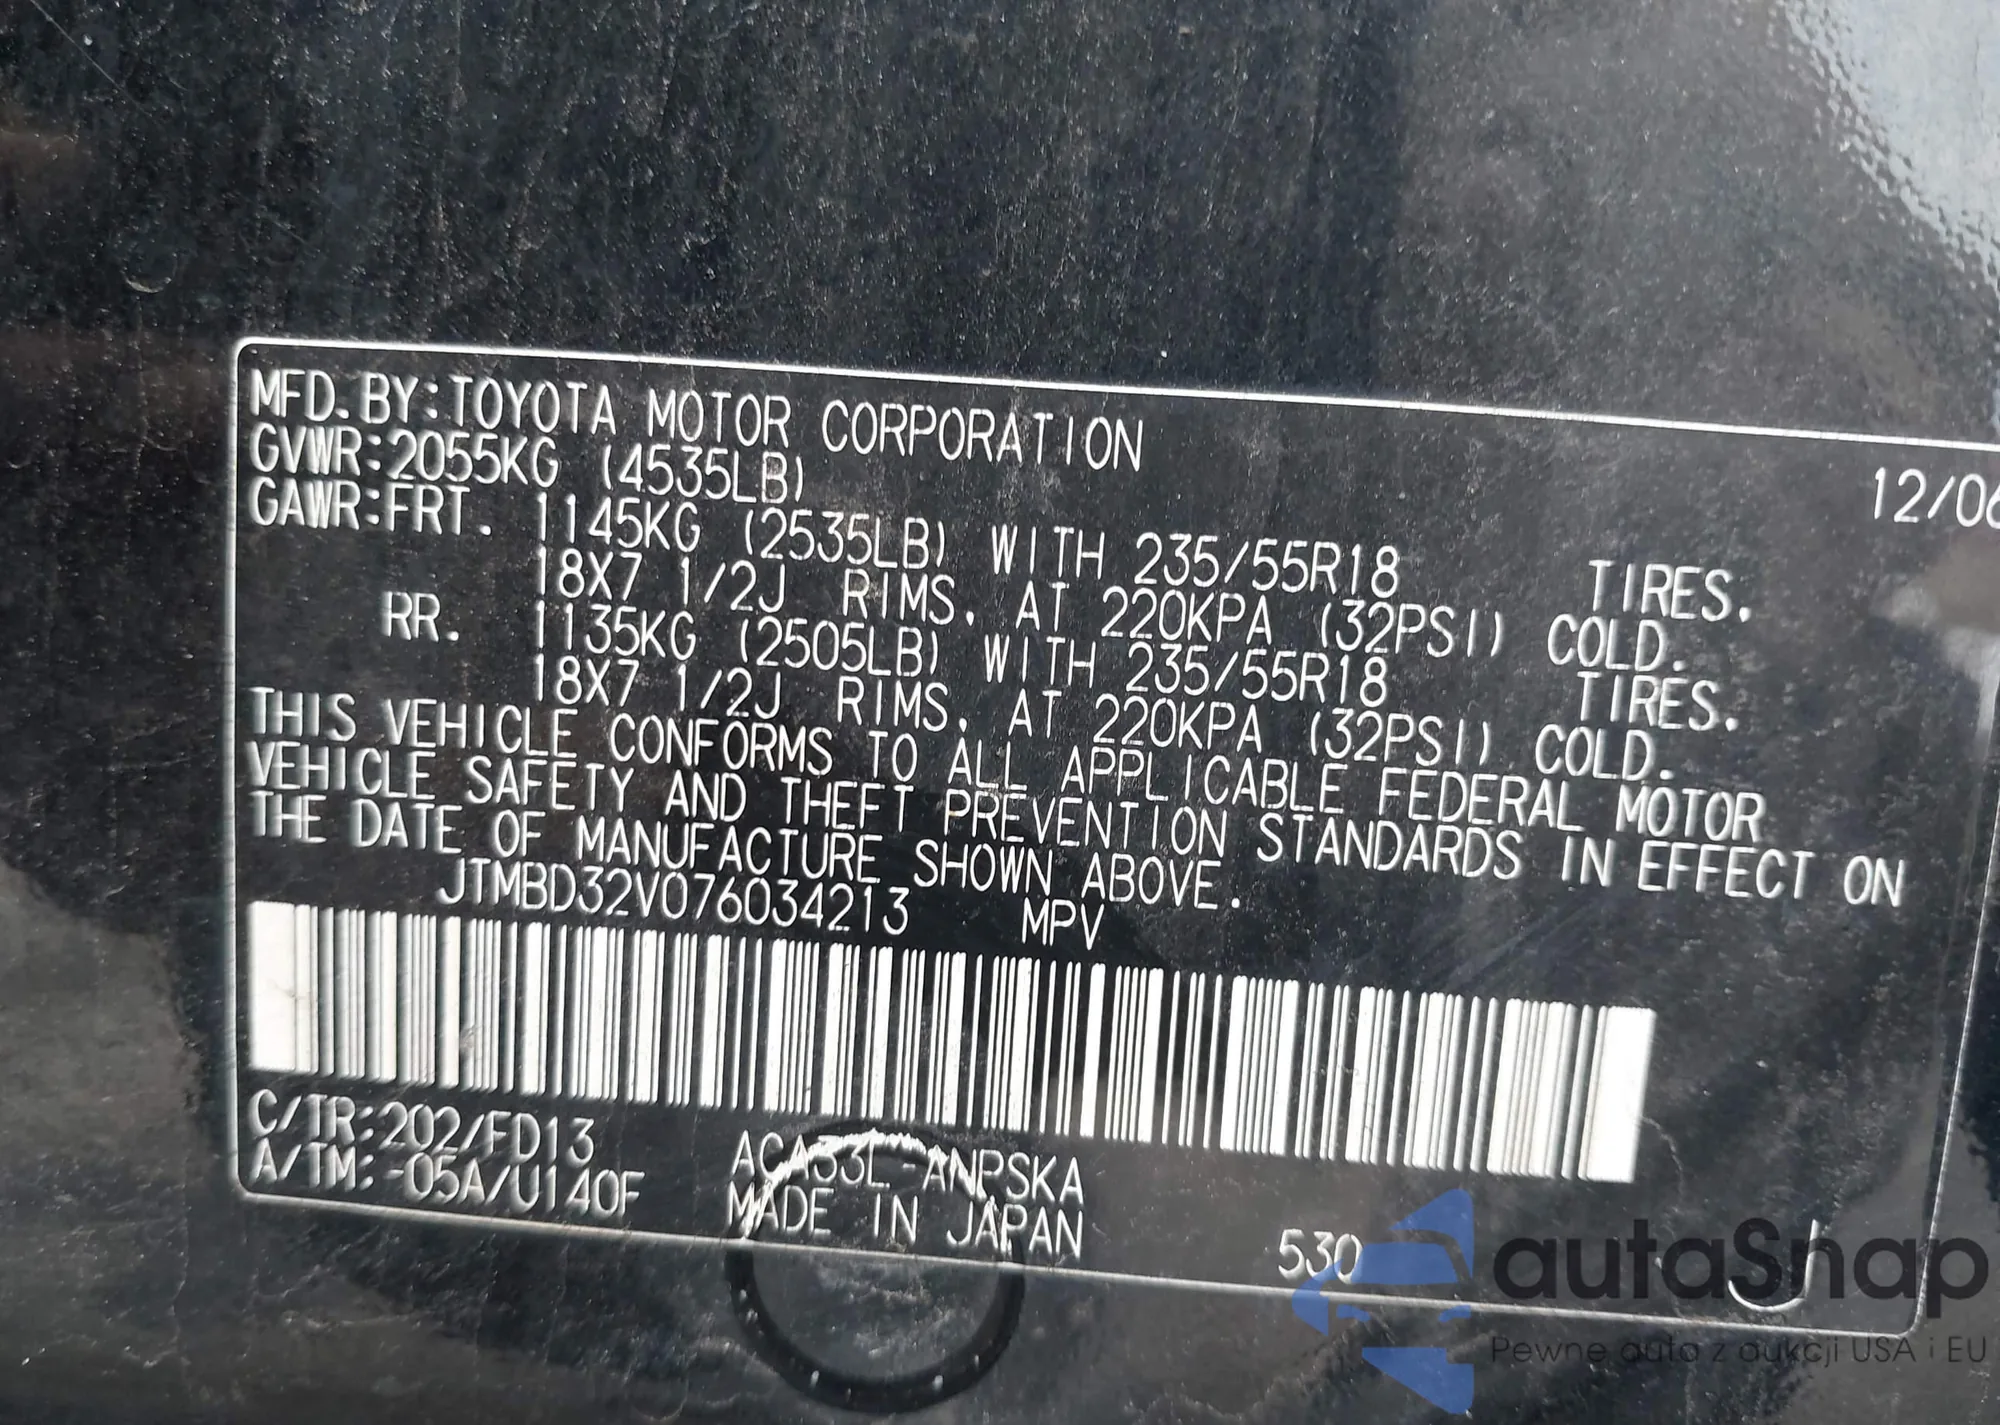 MFD. BY: TOYOTA MOTOR CORPORATION
12/06
GVWR: 2055KG (4535LB)
GAWR: FRT. 1145KG (2535LB) WITH 235/55R18 TIRES.
18X7 1/2J RIMS, AT 220KPA (32PSI) COLD.
RR. 1135KG (2505LB) WITH 235/55R18 TIRES.
18X7 1/2J RIMS, AT 220KPA (32PSI) COLD.
THIS VEHICLE CONFORMS TO ALL APPLICABLE FEDERAL MOTOR
VEHICLE SAFETY AND THEFT PREVENTION STANDARDS IN EFFECT ON
THE DATE OF MANUFACTURE SHOWN ABOVE.
JTMBD32V076034213 MPV
C/TR: 202/FD13
A/TM: -05A/U140F
ACA33L-ANPSKA
MADE IN JAPAN
530
J
autaSnap
Pewne auta z aukcji USA i EU